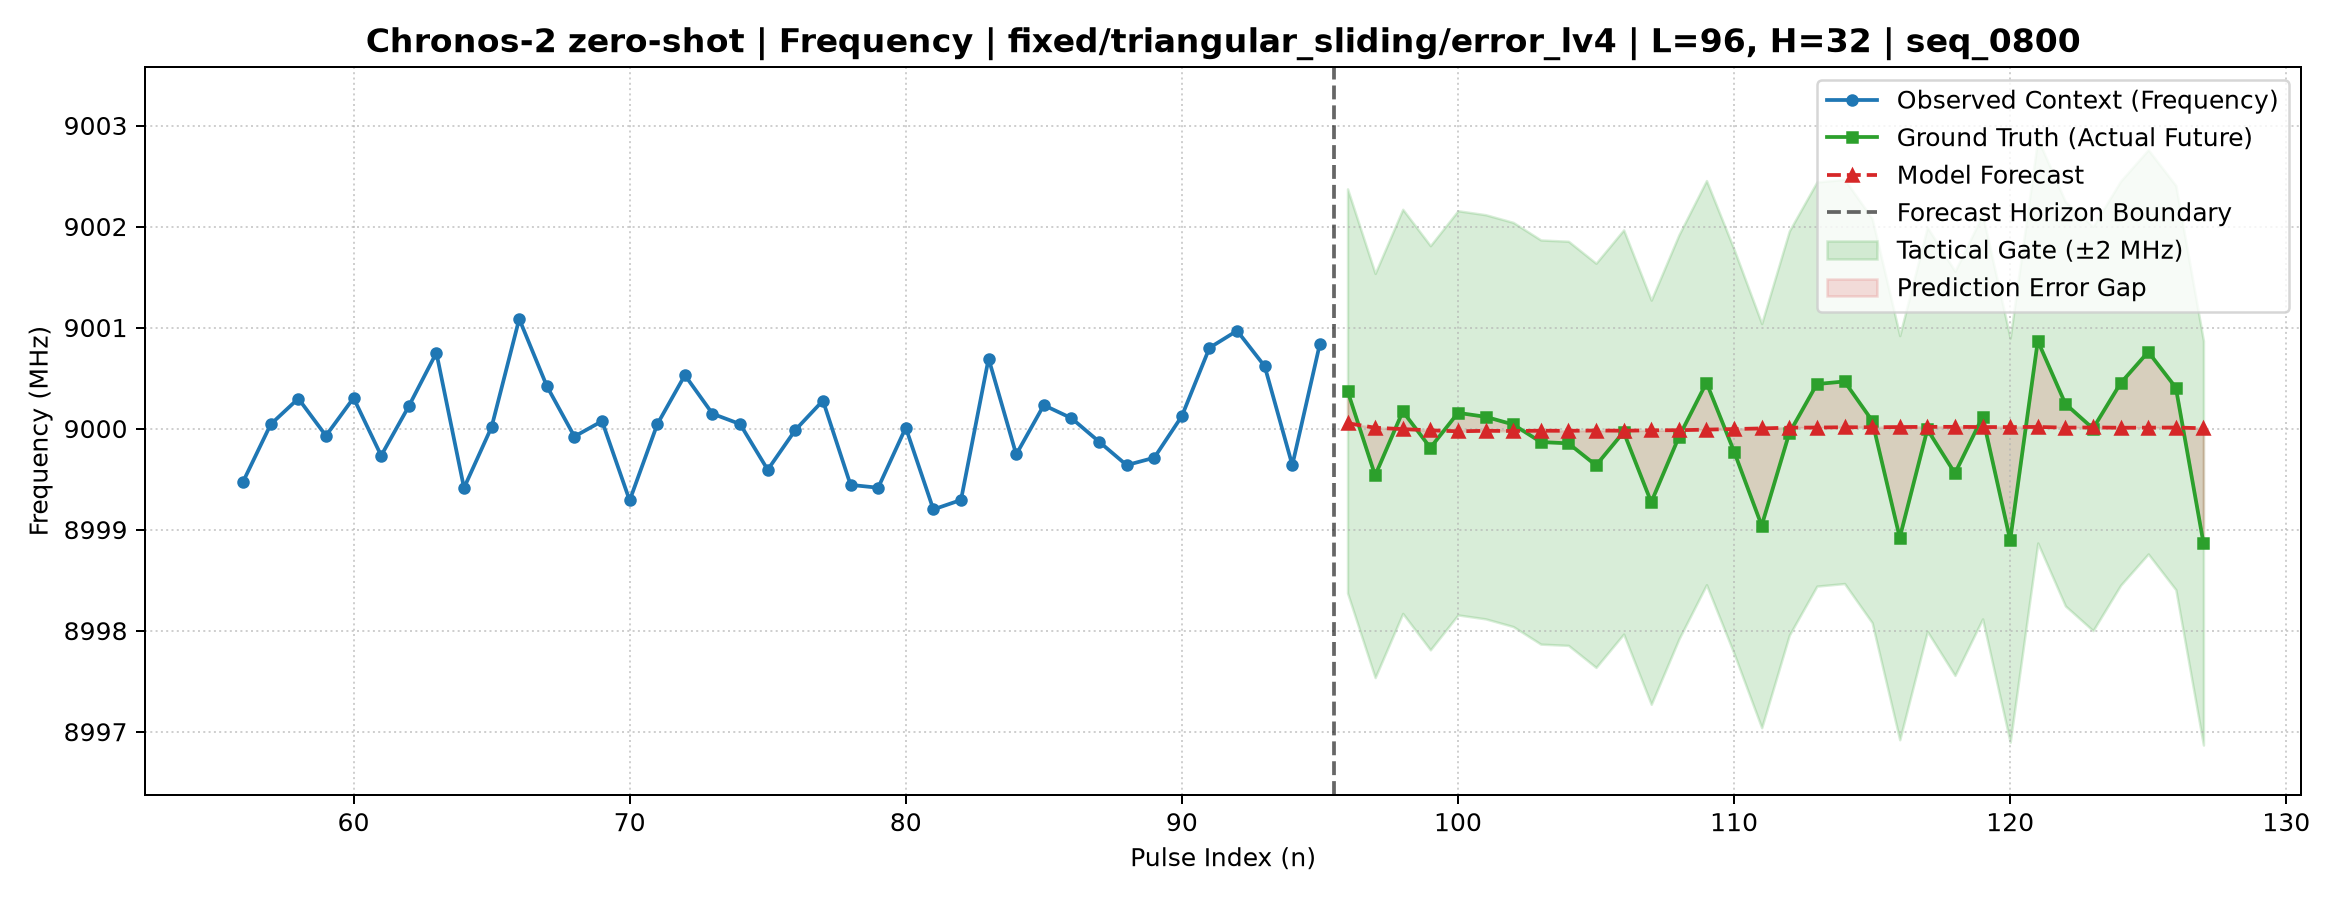 Chronos-2 zero-shot | Frequency | fixed/triangular_sliding/error_lv4 | L=96, H=32 | seq_0800
Observed Context (Frequency)
Ground Truth (Actual Future)
Model Forecast
Forecast Horizon Boundary
Tactical Gate (±2 MHz)
Prediction Error Gap
Frequency (MHz)
9003
9002
9001
9000
8999
8998
8997
60 70 80 90 100 110 120 130
Pulse Index (n)